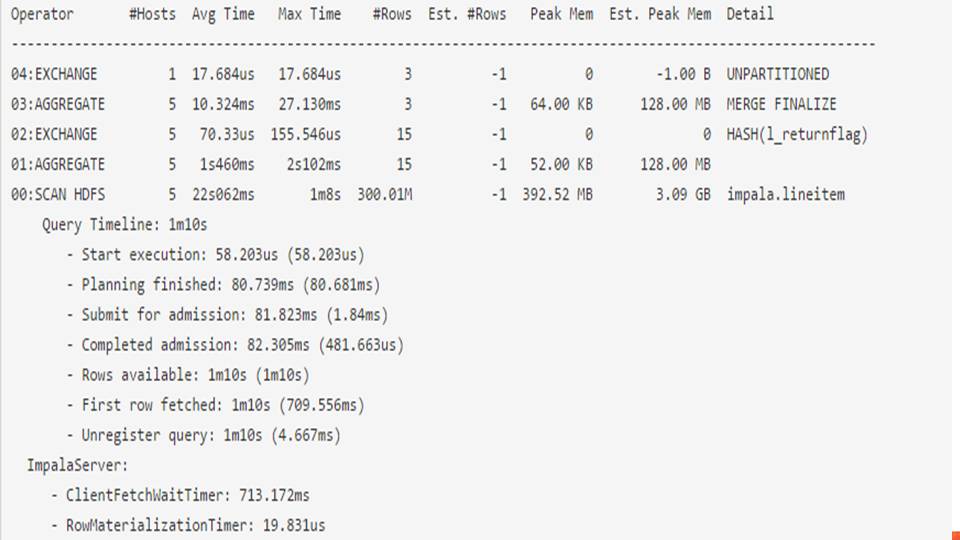 Operator #Hosts Avg Time Max Time #Rows Est. #Rows Peak Mem Est. Peak Mem Detail
------------------------------------------------------------------------------------------------------------
04:EXCHANGE 1 17.684us 17.684us 3 -1 0 -1.00 B UNPARTITIONED
03:AGGREGATE 5 10.324ms 27.130ms 3 -1 64.00 KB 128.00 MB MERGE FINALIZE
02:EXCHANGE 5 70.33us 155.546us 15 -1 0 0 HASH(l_returnflag)
01:AGGREGATE 5 1s460ms 2s102ms 15 -1 52.00 KB 128.00 MB
00:SCAN HDFS 5 22s062ms 1m8s 300.01M -1 392.52 MB 3.09 GB impala.lineitem
Query Timeline: 1m10s
- Start execution: 58.203us (58.203us)
- Planning finished: 80.739ms (80.681ms)
- Submit for admission: 81.823ms (1.84ms)
- Completed admission: 82.305ms (481.663us)
- Rows available: 1m10s (1m10s)
- First row fetched: 1m10s (709.556ms)
- Unregister query: 1m10s (4.667ms)
ImpalaServer:
- ClientFetchWaitTimer: 713.172ms
- RowMaterializationTimer: 19.831us